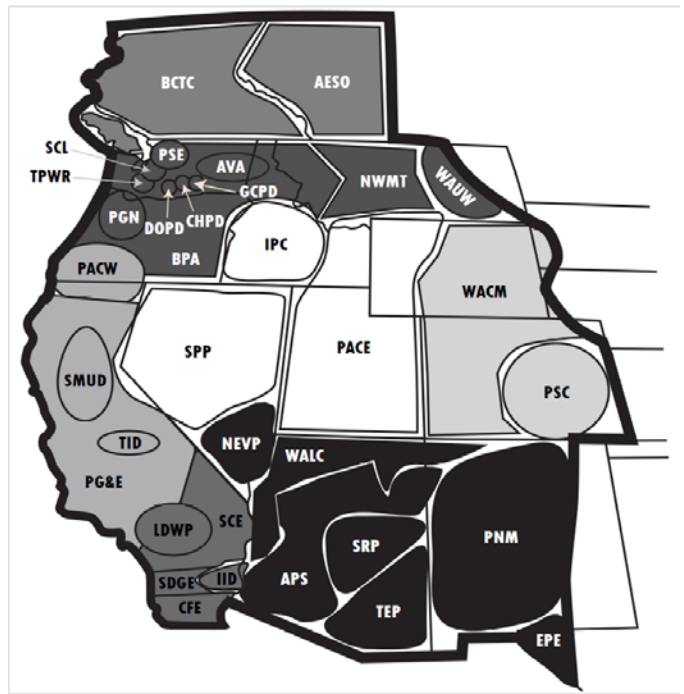 BCTC
AESO
SCL
PSE
TPWR
AVA
NWMT
WAUW
GCPD
PGN
DOPD
CHPD
IPC
BPA
PACW
WACM
SPP
PACE
SMUD
PSC
TID
NEVP
WALC
PG&E
SCE
LDWP
SRP
PNM
SDGE
IID
APS
CFE
TEP
EPE